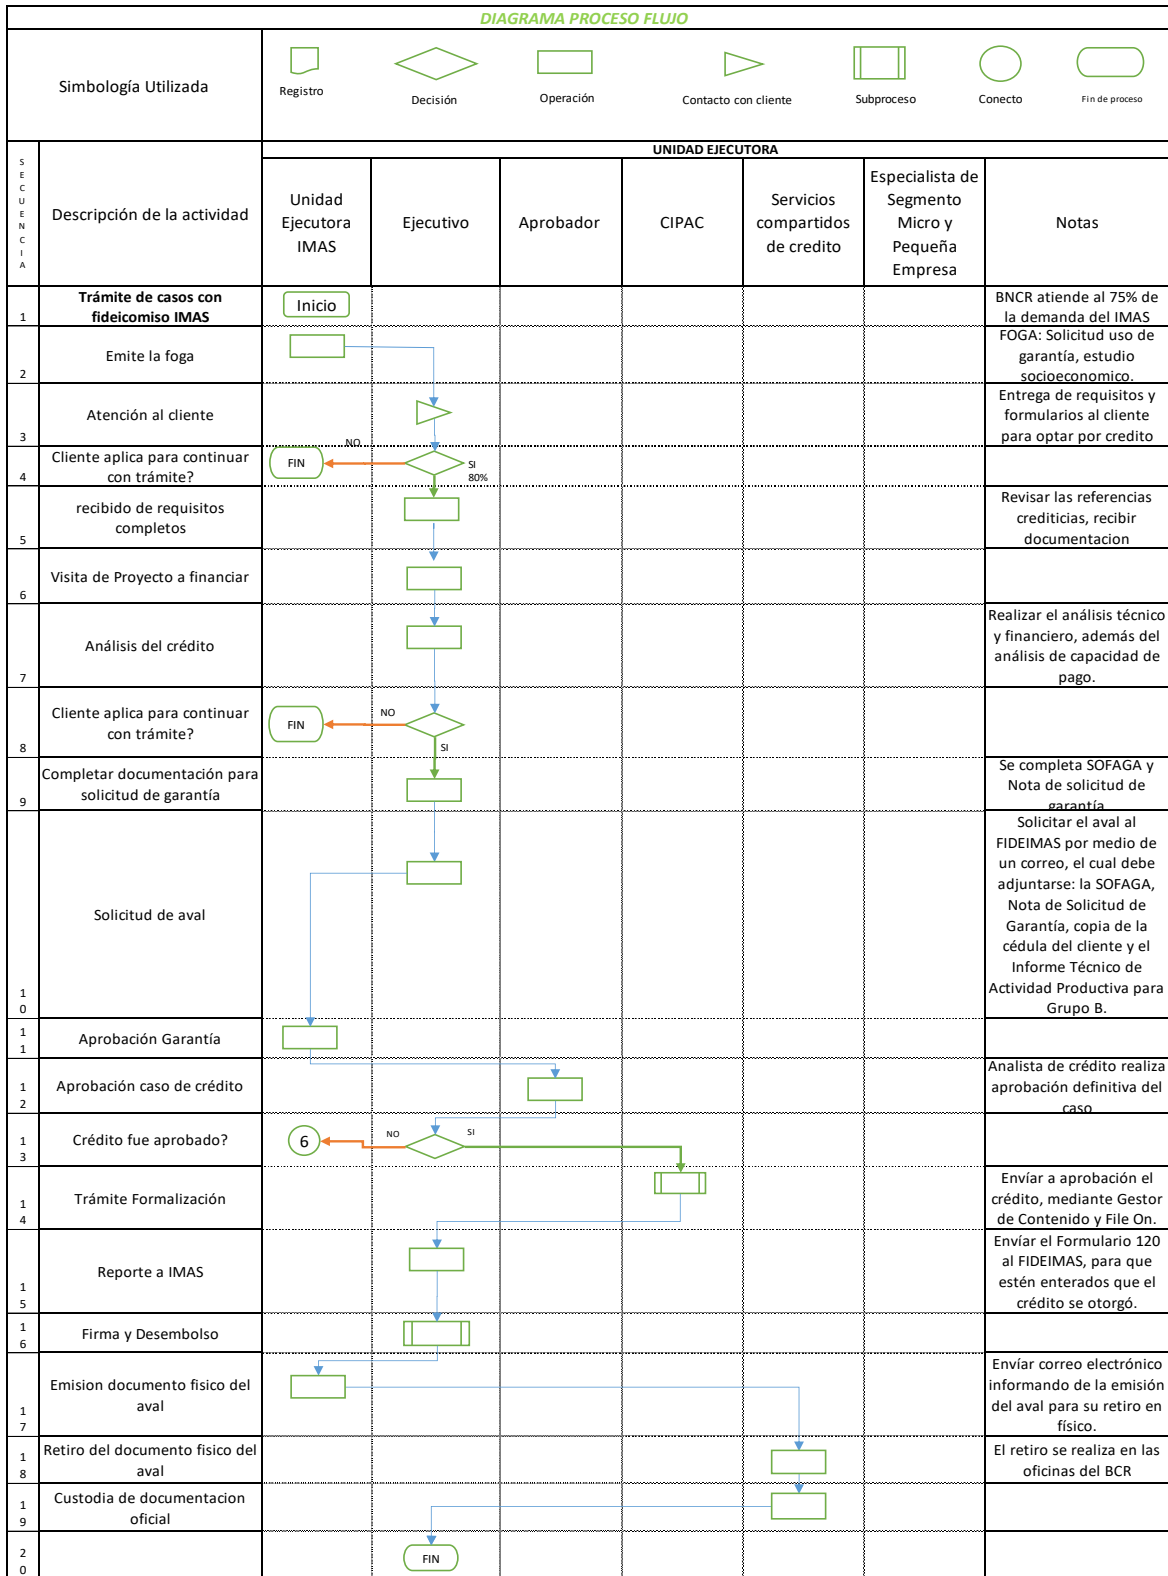 DIAGRAMA PROCESO FLUJO
Simbología Utilizada
Registro
Decisión
Operación
Contacto con cliente
Subproceso
Conecto
Fin de proceso
SECUENCIA
Descripción de la actividad
UNIDAD EJECUTORA
Unidad
Ejecutora
IMAS
Ejecutivo
Aprobador
CIPAC
Servicios
compartidos
de credito
Especialista de
Segmento
Micro y
Pequeña
Empresa
Notas
1
Trámite de casos con
fideicomiso IMAS
Inicio
BNCR atiende al 75% de
la demanda del IMAS
2
Emite la foga
FOGA: Solicitud uso de
garantía, estudio
socioeconomico.
3
Atención al cliente
Entrega de requisitos y
formularios al cliente
para optar por credito
4
Cliente aplica para continuar
con trámite?
FIN
NO
SI
80%
5
recibido de requisitos
completos
Revisar las referencias
crediticias, recibir
documentacion
6
Visita de Proyecto a financiar
7
Análisis del crédito
Realizar el análisis técnico
y financiero, además del
análisis de capacidad de
pago.
8
Cliente aplica para continuar
con trámite?
FIN
NO
SI
9
Completar documentación para
solicitud de garantía
Se completa SOFAGA y
Nota de solicitud de
garantía
10
Solicitud de aval
Solicitar el aval al
FIDEIMAS por medio de
un correo, el cual debe
adjuntarse: la SOFAGA,
Nota de Solicitud de
Garantía, copia de la
cédula del cliente y el
Informe Técnico de
Actividad Productiva para
Grupo B.
11
Aprobación Garantía
12
Aprobación caso de crédito
Analista de crédito realiza
aprobación definitiva del
caso
13
Crédito fue aprobado?
6
NO
SI
14
Trámite Formalización
Envíar a aprobación el
crédito, mediante Gestor
de Contenido y File On.
15
Reporte a IMAS
Envíar el Formulario 120
al FIDEIMAS, para que
estén enterados que el
crédito se otorgó.
16
Firma y Desembolso
17
Emision documento fisico del
aval
Envíar correo electrónico
informando de la emisión
del aval para su retiro en
físico.
18
Retiro del documento fisico del
aval
El retiro se realiza en las
oficinas del BCR
19
Custodia de documentacion
oficial
20
FIN